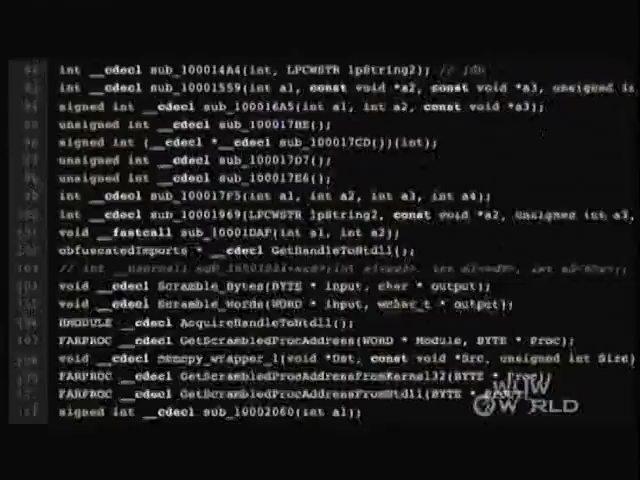 int __cdecl sub_100014A4(int, LPCWSTR lpString2); // idb
int __cdecl sub_10001559(int a1, const void *a2, const void *a3, unsigned
signed int __cdecl sub_100016A5(int a1, int a2, const void *a3);
unsigned int __cdecl sub_100017BE();
signed int (__cdecl *__cdecl sub_100017CD())(int);
unsigned int __cdecl sub_100017D7();
unsigned int __cdecl sub_100017E6();
int __cdecl sub_100017F5(int a1, int a2, int a3, int a4);
int __cdecl sub_10001969(LPCWSTR lpString2, const void *a2, unsigned int a3
void __fastcall sub_10001DAF(int a1, int a2);
obfuscatedImports * __cdecl GetHandleToNtdll();
// int
void __cdecl Scramble_Bytes(BYTE * input, char * output);
void __cdecl Scramble_Words(WORD * input, wchar_t * output);
HMODULE __cdecl AcquireHandleToNtdll();
FARPROC __cdecl GetScrambledProcAddress(WORD * Module, BYTE * Proc);
void __cdecl memcpy_wrapper_1(void *Dst, const void *Src, unsigned int Size)
FARPROC __cdecl GetScrambledProcAddressFromKernel32(BYTE *
FARPROC __cdecl GetScrambledProcAddressFromNtdll(BYTE *
signed int __cdecl sub_10002060(int a1);
WORLD